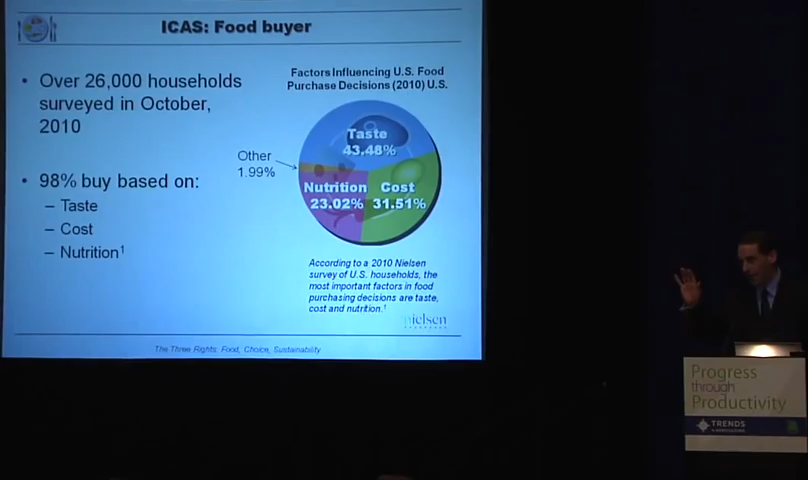 ICAS: Food buyer
• Over 26,000 households
surveyed in October,
2010
• 98% buy based on:
– Taste
– Cost
– Nutrition¹
Factors Influencing U.S. Food
Purchase Decisions (2010) U.S.
Taste
43.48%
Other
1.99%
Nutrition
23.02%
Cost
31.51%
According to a 2010 Nielsen
survey of U.S. households, the
most important factors in food
purchasing decisions are taste,
cost and nutrition.¹
nielsen
The Three Rights: Food, Choice, Sustainability
Progress
through
Productivity
TRENDS